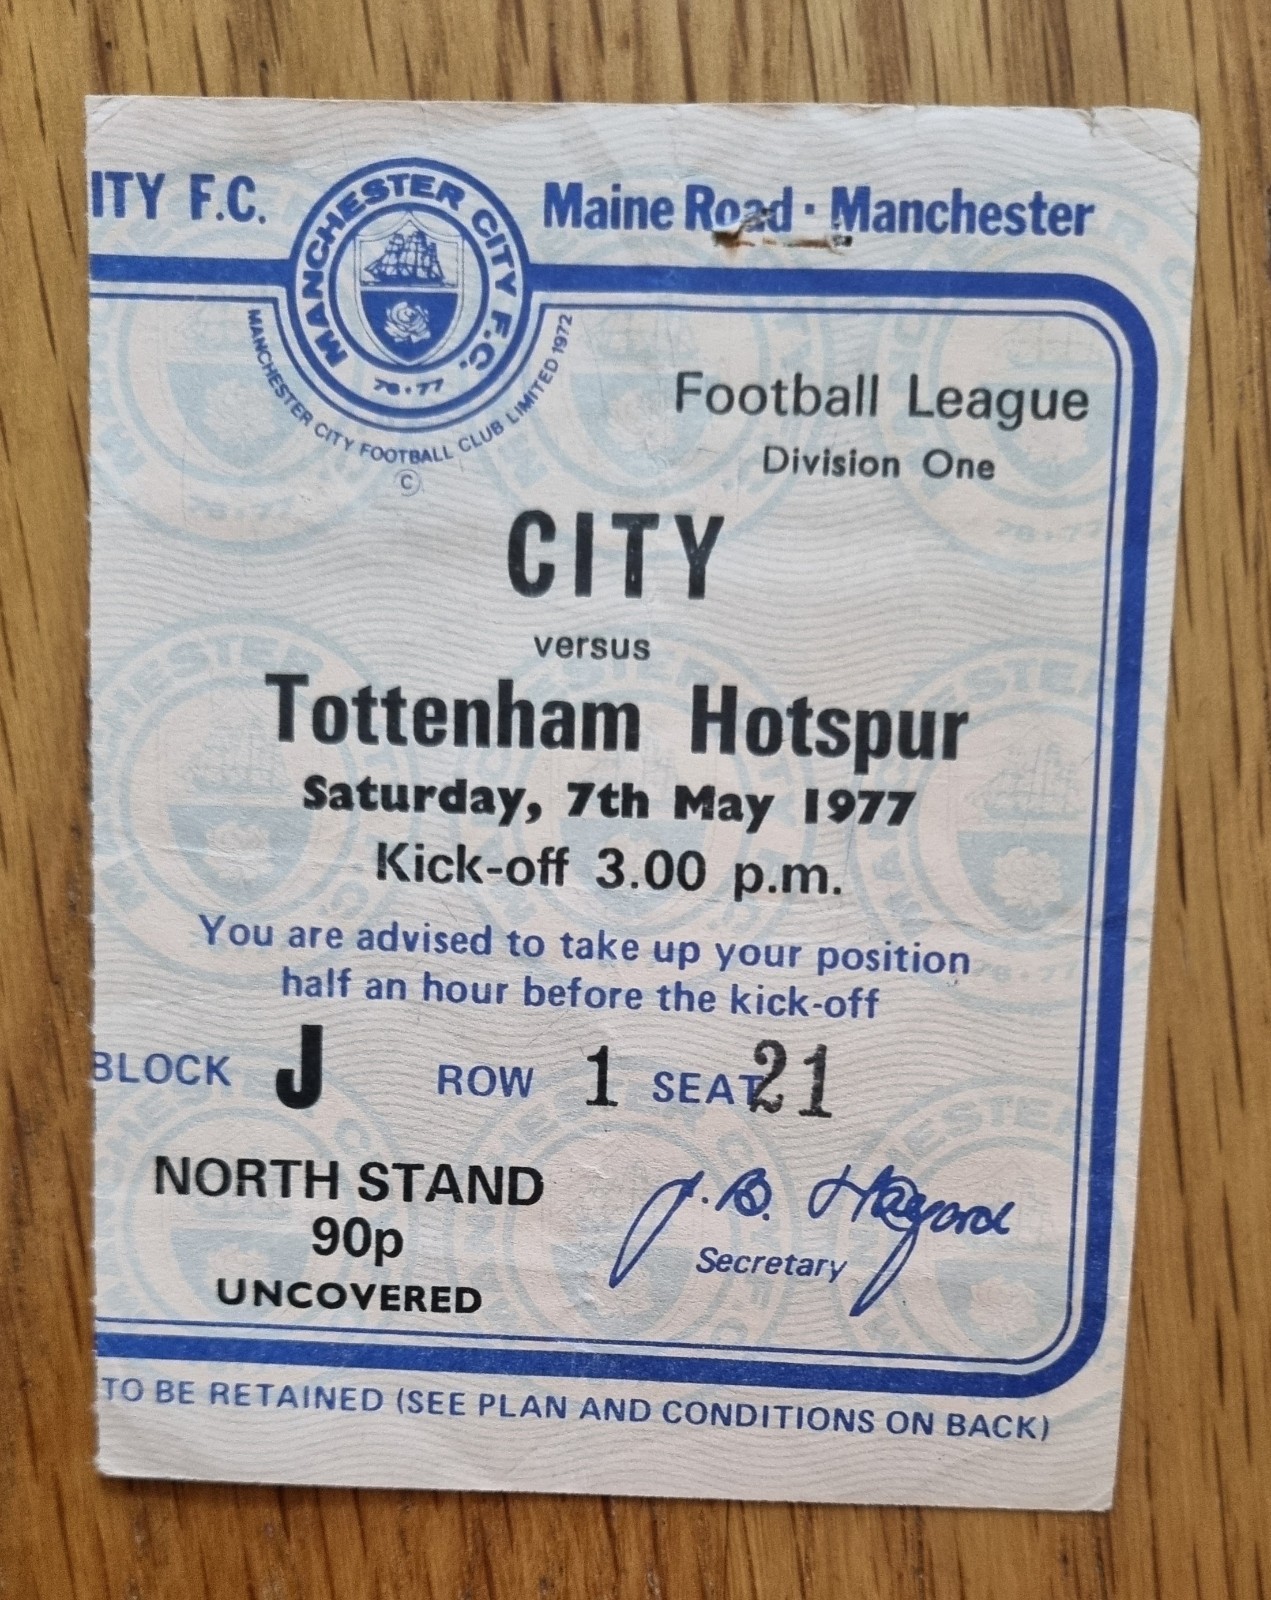 ITY F.C.
Maine Road · Manchester
MANCHESTER CITY F.C.
76·77
MANCHESTER CITY FOOTBALL CLUB LIMITED 1972
©
Football League
Division One
CITY
versus
Tottenham Hotspur
Saturday, 7th May 1977
Kick-off 3.00 p.m.
You are advised to take up your position
half an hour before the kick-off
BLOCK J ROW 1 SEAT 21
NORTH STAND
90p
UNCOVERED
J. B. Halford
Secretary
TO BE RETAINED (SEE PLAN AND CONDITIONS ON BACK)